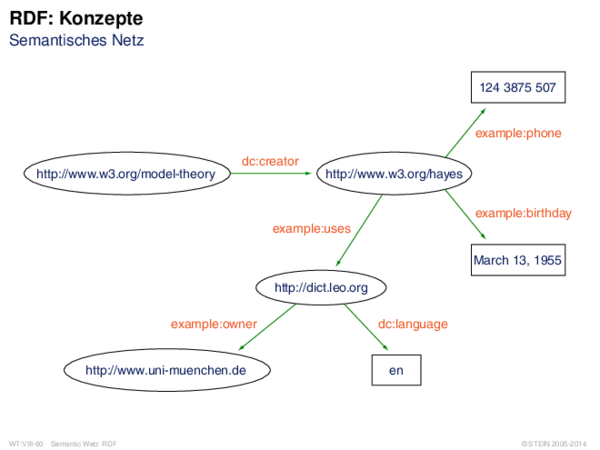 RDF: Konzepte
Semantisches Netz
124 3875 507
example:phone
dc:creator
http://www.w3.org/model-theory
http://www.w3.org/hayes
example:birthday
example:uses
March 13, 1955
http://dict.leo.org
example:owner
dc:language
http://www.uni-muenchen.de
en
WT:VIII-60 Semantic Web: RDF
© STEIN 2005-2014